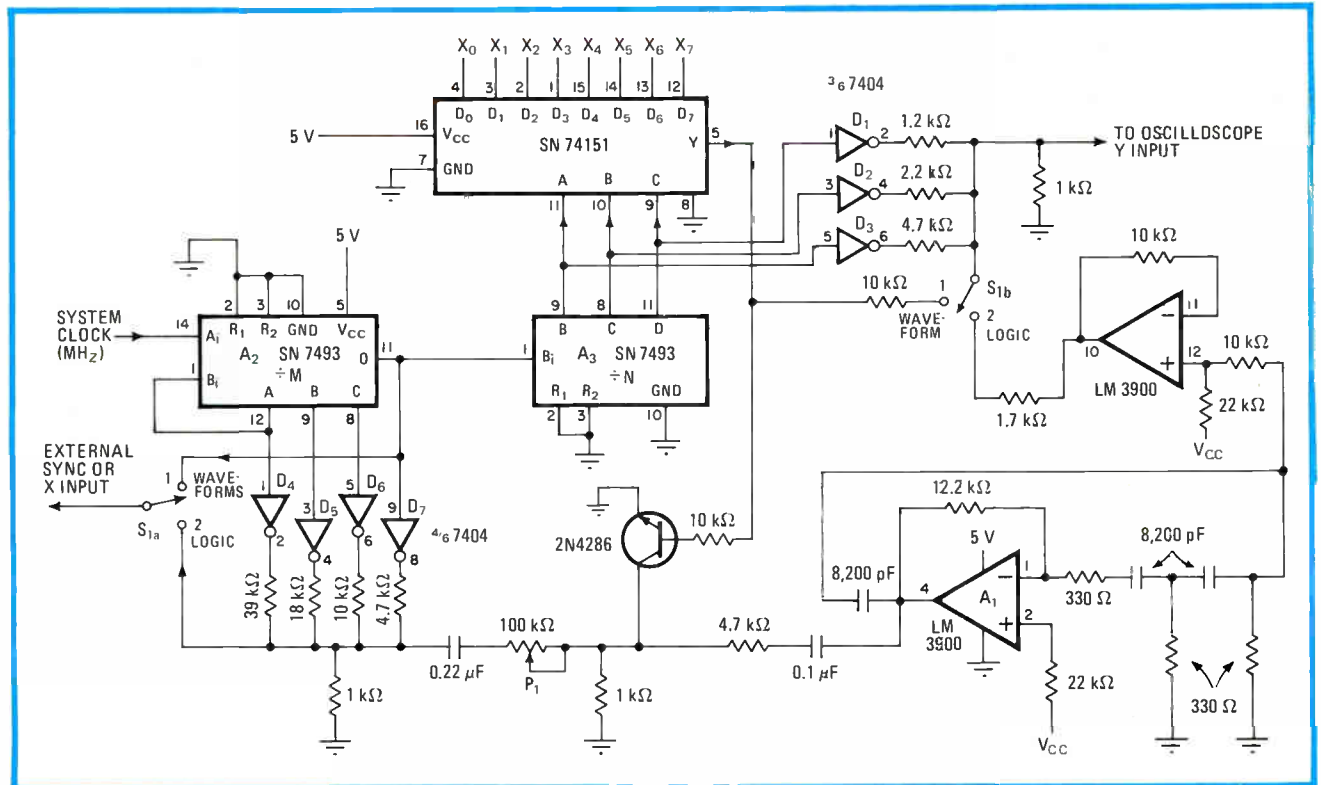 X0 X1 X2 X3 X4 X5 X6 X7
4 3 2 1 15 14 13 12
D0 D1 D2 D3 D4 D5 D6 D7
5 V 16 VCC
SN 74151
Y 5
7 GND
A B C
11 10 9 8
3⁄6 7404
1 D1 2 1.2 kΩ
3 D2 4 2.2 kΩ
5 D3 6 4.7 kΩ
TO OSCILLDSCOPE
Y INPUT
1 kΩ
10 kΩ
S1b
1
WAVE-
FORM
2
LOGIC
10 kΩ
11
−
10
+
12
10 kΩ
LM 3900
22 kΩ
VCC
1.7 kΩ
5 V
2 3 10 5
R1 R2 GND VCC
SYSTEM
CLOCK
(MHZ)
14
Ai
A2 SN 7493
÷M
0
11
1
Bi
A B C
12 9 8
9 8 11
B C D
1
Bi
A3 SN 7493
÷N
R1 R2 GND
2 3 10
EXTERNAL
SYNC OR
X INPUT
1
WAVE-
FORMS
S1a
2
LOGIC
1 D4 2
3 D5 4
5 D6 6
9 D7 8
4⁄6 7404
39 kΩ
18 kΩ
10 kΩ
4.7 kΩ
1 kΩ
0.22 µF
100 kΩ
P1
1 kΩ
2N4286
10 kΩ
4.7 kΩ
0.1 µF
8,200 pF
12.2 kΩ
5 V
4
A1
LM
3900
1
−
+
2
22 kΩ
VCC
330 Ω
8,200 pF
330 Ω